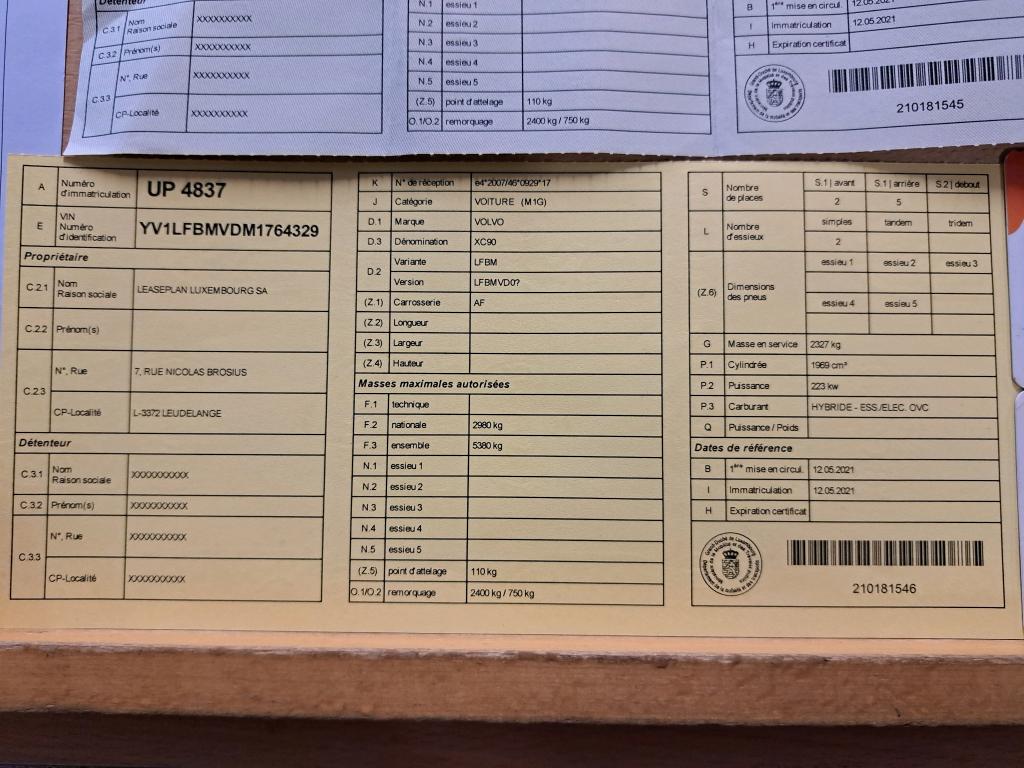 Détenteur
C.3.1 Nom
Raison sociale XXXXXXXXXX
C.3.2 Prénom(s) XXXXXXXXXX
C.3.3 N°, Rue XXXXXXXXXX
CP-Localité XXXXXXXXXX
N.1 essieu 1
N.2 essieu 2
N.3 essieu 3
N.4 essieu 4
N.5 essieu 5
(Z.5) point d'attelage 110 kg
O.1/O.2 remorquage 2400 kg / 750 kg
B 1ère mise en circul. 12.05.2021
I Immatriculation 12.05.2021
H Expiration certificat
210181545
A Numéro
d'immatriculation UP 4837
E VIN
Numéro
d'identification YV1LFBMVDM1764329
Propriétaire
C.2.1 Nom
Raison sociale LEASEPLAN LUXEMBOURG SA
C.2.2 Prénom(s)
C.2.3 N°, Rue 7, RUE NICOLAS BROSIUS
CP-Localité L-3372 LEUDELANGE
Détenteur
C.3.1 Nom
Raison sociale XXXXXXXXXX
C.3.2 Prénom(s) XXXXXXXXXX
C.3.3 N°, Rue XXXXXXXXXX
CP-Localité XXXXXXXXXX
K N° de réception e4*2007/46*0929*17
J Catégorie VOITURE (M1G)
D.1 Marque VOLVO
D.3 Dénomination XC90
D.2 Variante LFBM
Version LFBMVD0?
(Z.1) Carrosserie AF
(Z.2) Longueur
(Z.3) Largeur
(Z.4) Hauteur
Masses maximales autorisées
F.1 technique
F.2 nationale 2980 kg
F.3 ensemble 5380 kg
N.1 essieu 1
N.2 essieu 2
N.3 essieu 3
N.4 essieu 4
N.5 essieu 5
(Z.5) point d'attelage 110 kg
O.1/O.2 remorquage 2400 kg / 750 kg
S Nombre
de places S.1 | avant S.1 | arrière S.2 | debout
2 5
L Nombre
d'essieux simples tandem tridem
2
(Z.6) Dimensions
des pneus essieu 1 essieu 2 essieu 3
essieu 4 essieu 5
G Masse en service 2327 kg
P.1 Cylindrée 1969 cm³
P.2 Puissance 223 kw
P.3 Carburant HYBRIDE - ESS./ELEC. OVC
Q Puissance / Poids
Dates de référence
B 1ère mise en circul. 12.05.2021
I Immatriculation 12.05.2021
H Expiration certificat
210181546